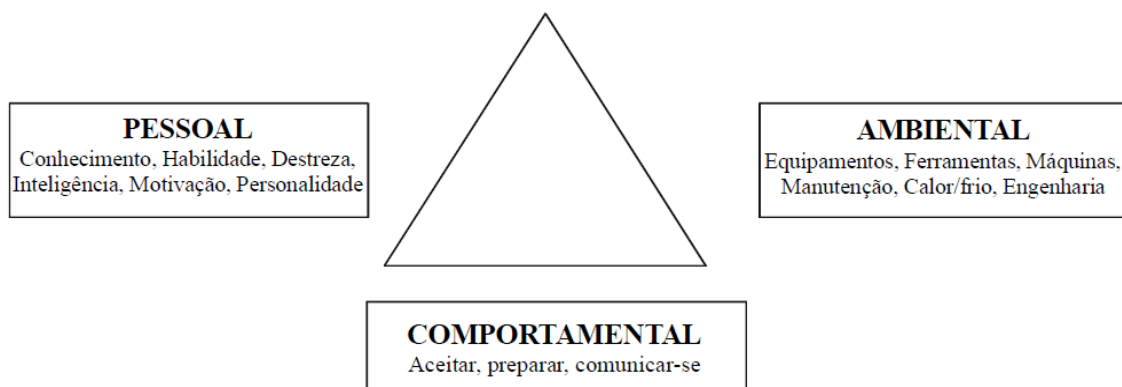 PESSOAL
Conhecimento, Habilidade, Destreza,
Inteligência, Motivação, Personalidade
AMBIENTAL
Equipamentos, Ferramentas, Máquinas,
Manutenção, Calor/frio, Engenharia
COMPORTAMENTAL
Aceitar, preparar, comunicar-se